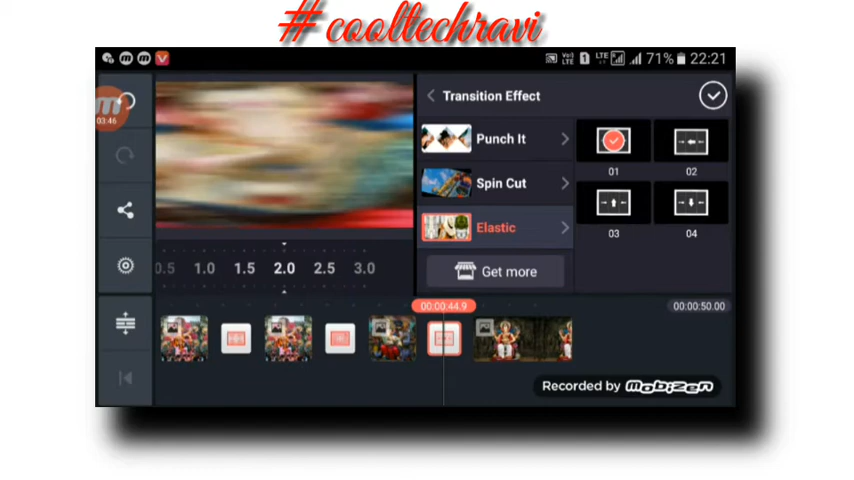 # cooltechravi
VoLTE 1 LTE 71% 22:21
Transition Effect
03:46
Punch It
Spin Cut
Elastic
Get more
01 02
03 04
0.5 1.0 1.5 2.0 2.5 3.0
00:00:44.9 00:00:50.00
Recorded by mobizen